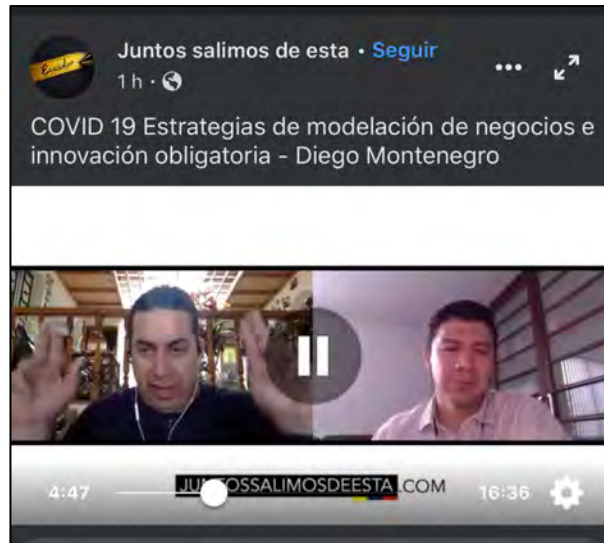 Ecuador
Juntos salimos de esta • Seguir
1 h •
COVID 19 Estrategias de modelación de negocios e
innovación obligatoria - Diego Montenegro
4:47
JUNTOSSALIMOSDEESTA.COM
16:36